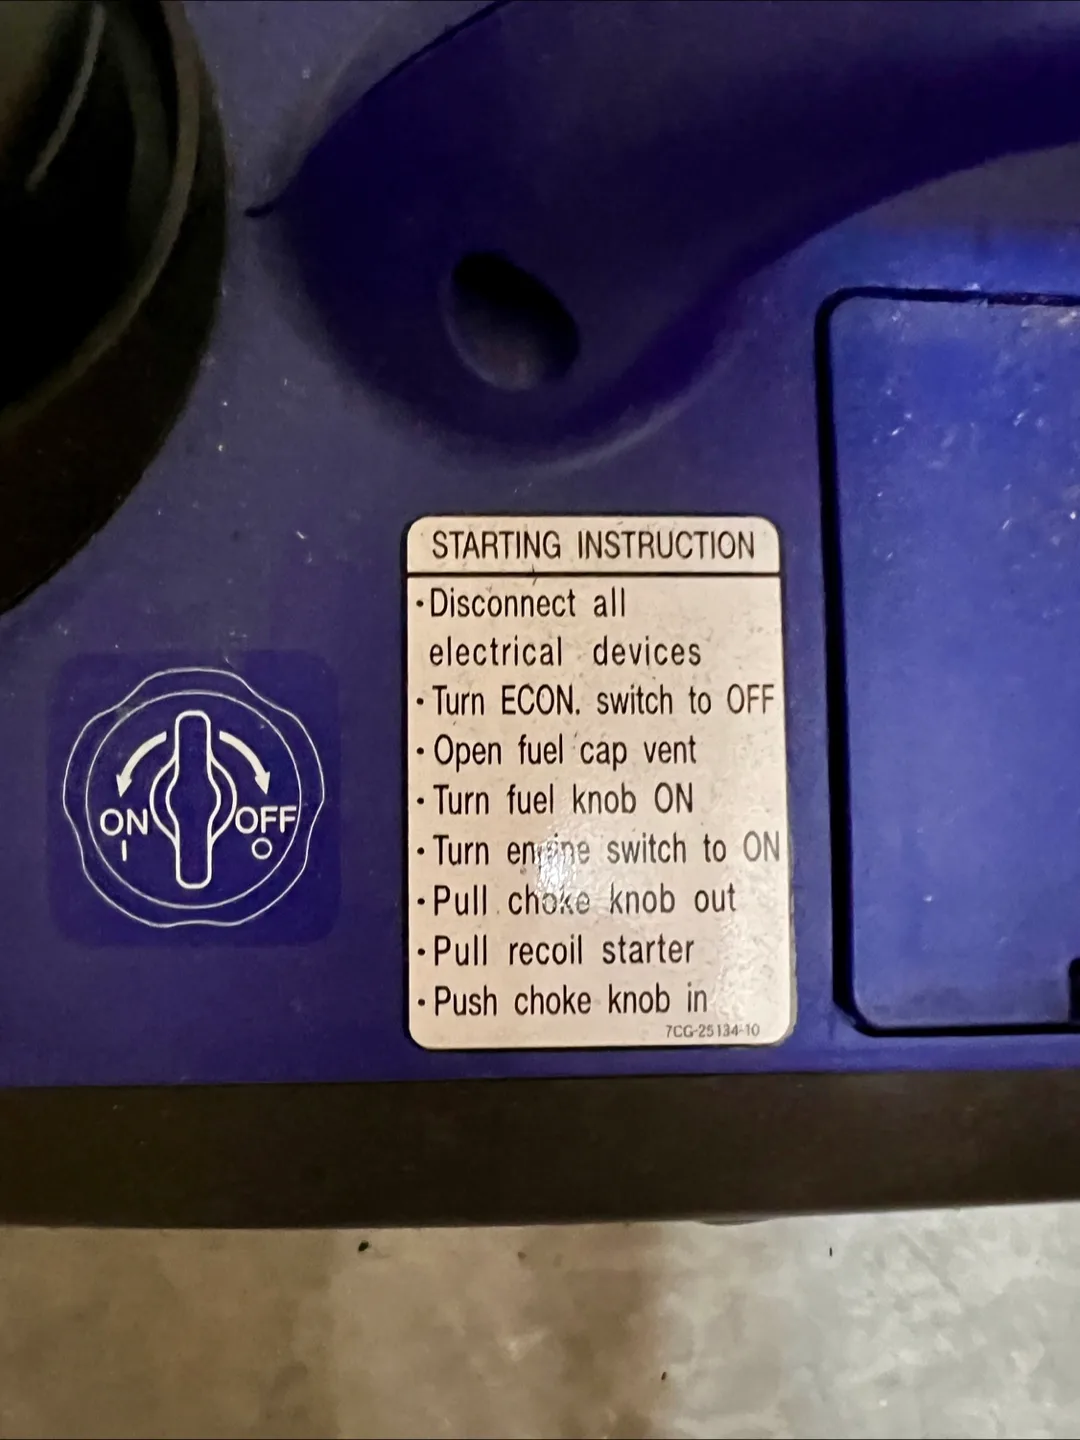 STARTING INSTRUCTION
·Disconnect all
electrical devices
·Turn ECON. switch to OFF
·Open fuel cap vent
·Turn fuel knob ON
·Turn engine switch to ON
·Pull choke knob out
·Pull recoil starter
·Push choke knob in
7CG-25134-10
ON OFF
I O